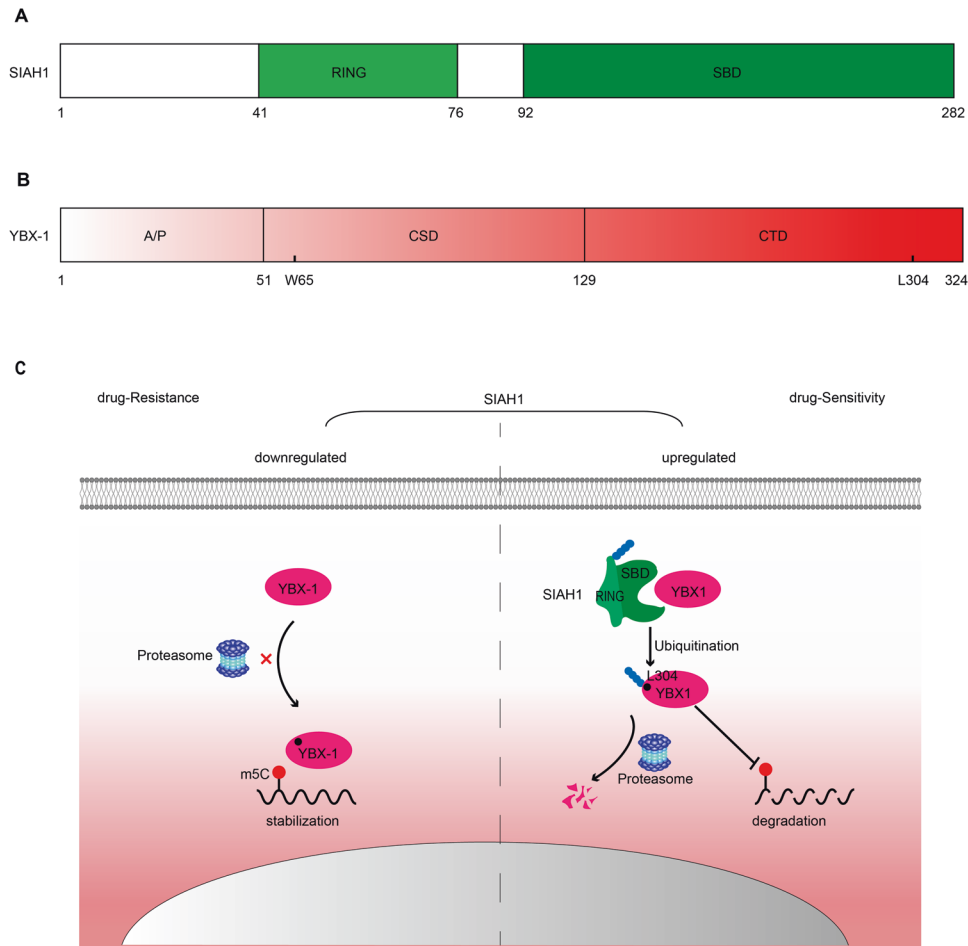 A
SIAH1
RING
SBD
1
41
76
92
282
B
YBX-1
A/P
CSD
CTD
1
51
W65
129
L304
324
C
drug-Resistance
SIAH1
drug-Sensitivity
downregulated
upregulated
YBX-1
SBD
SIAH1
RING
YBX1
Proteasome
Ubiquitination
L304
YBX1
YBX-1
m5C
Proteasome
stabilization
degradation